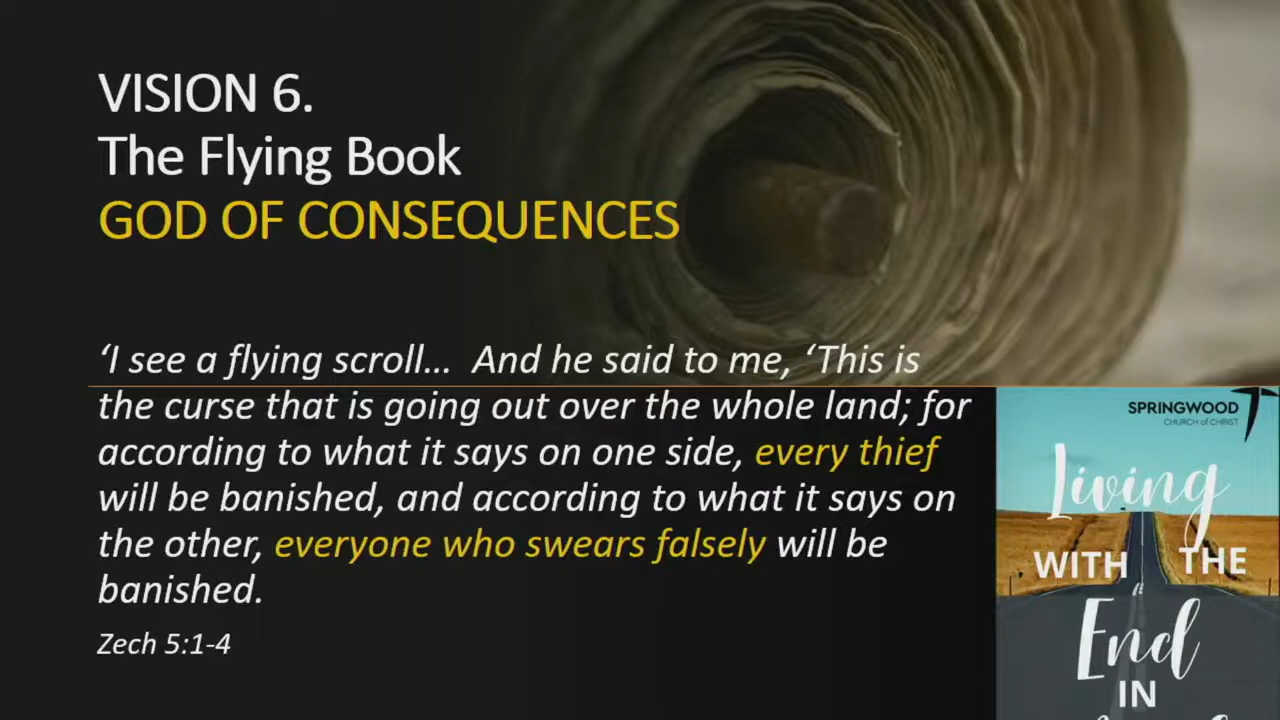 VISION 6.
The Flying Book
GOD OF CONSEQUENCES
‘I see a flying scroll... And he said to me, ‘This is
the curse that is going out over the whole land; for
according to what it says on one side, every thief
will be banished, and according to what it says on
the other, everyone who swears falsely will be
banished.
Zech 5:1-4
SPRINGWOOD
CHURCH of CHRIST
Living
WITH THE
End
IN